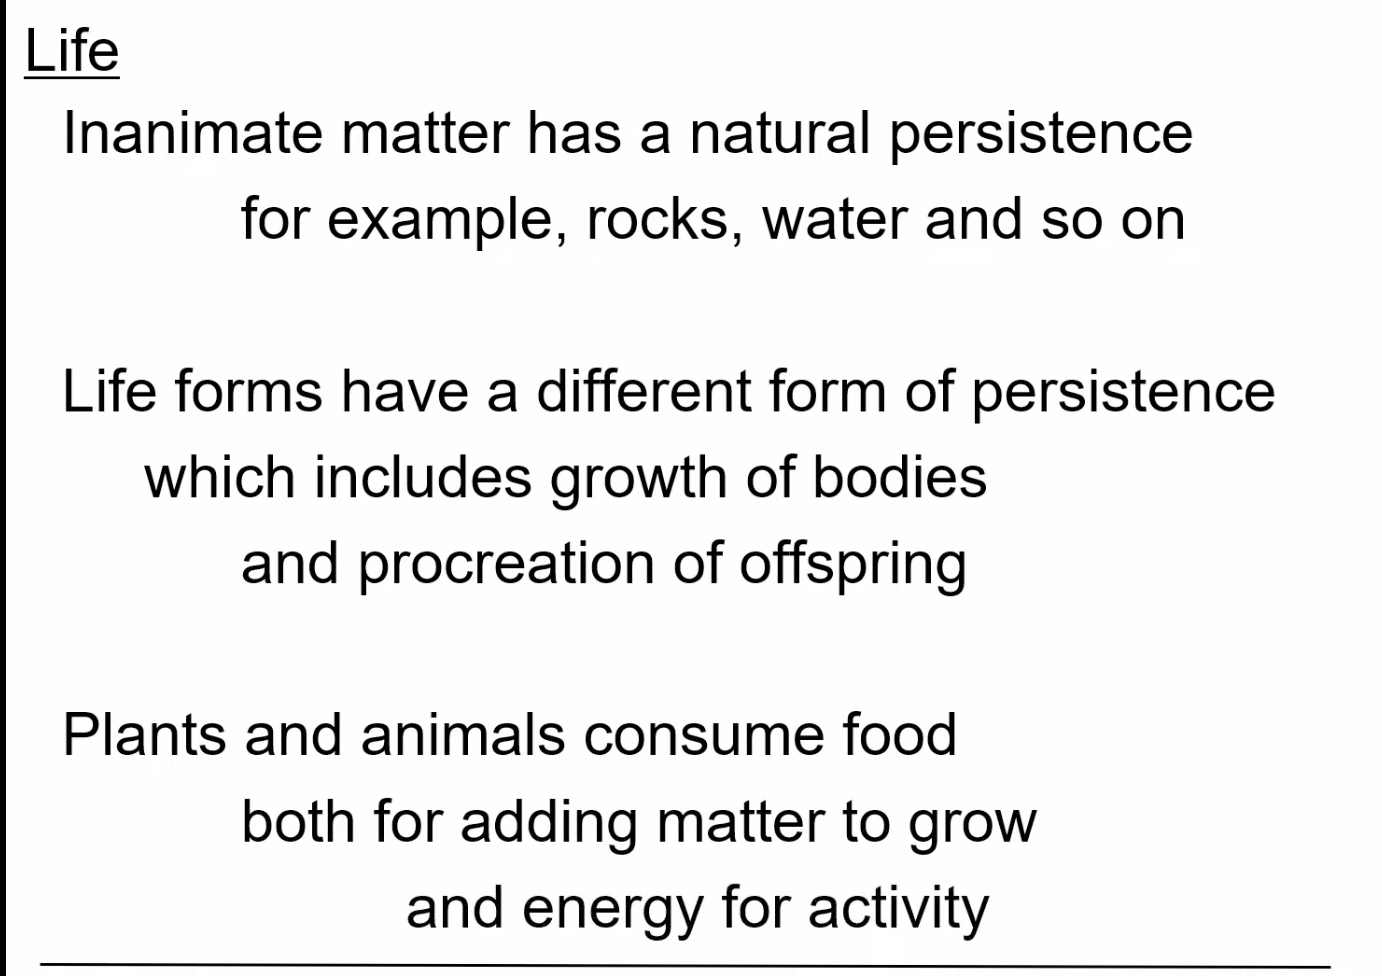 Life
Inanimate matter has a natural persistence
for example, rocks, water and so on
Life forms have a different form of persistence
which includes growth of bodies
and procreation of offspring
Plants and animals consume food
both for adding matter to grow
and energy for activity